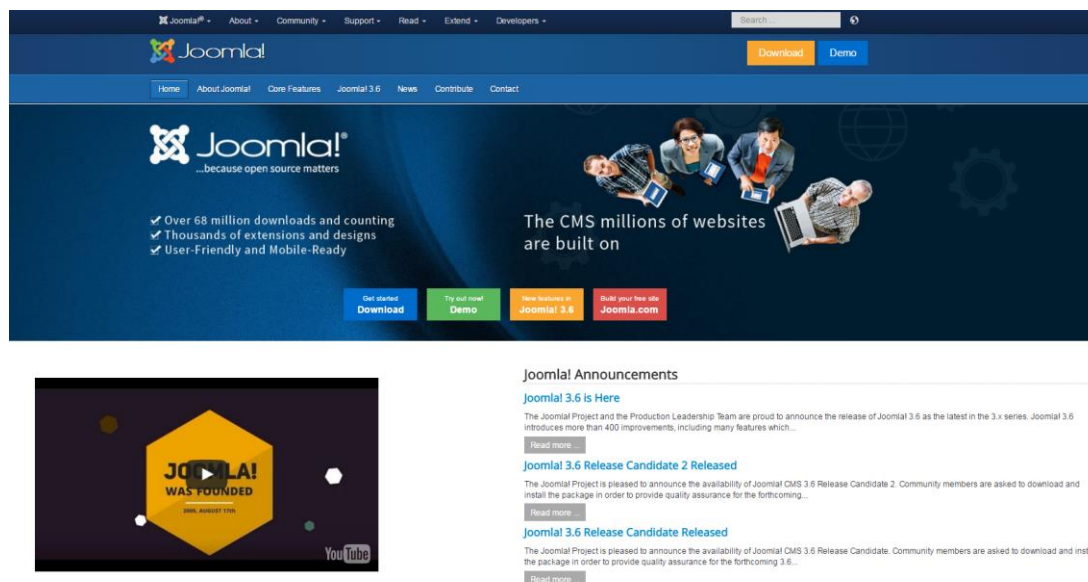 Joomla!® About Community Support Read Extend Developers Search ...
Joomla!
Download Demo
Home About Joomla! Core Features Joomla! 3.6 News Contribute Contact
Joomla!®
...because open source matters
Over 68 million downloads and counting
Thousands of extensions and designs
User-Friendly and Mobile-Ready
The CMS millions of websites
are built on
Get started
Download
Try out now!
Demo
New features in
Joomla! 3.6
Build your free site
Joomla.com
JOOMLA!
WAS FOUNDED
2005, AUGUST 17th
YouTube
Joomla! Announcements
Joomla! 3.6 is Here
The Joomla! Project and the Production Leadership Team are proud to announce the release of Joomla! 3.6 as the latest in the 3.x series. Joomla! 3.6
introduces more than 400 improvements, including many features which...
Read more ...
Joomla! 3.6 Release Candidate 2 Released
The Joomla! Project is pleased to announce the availability of Joomla! CMS 3.6 Release Candidate 2. Community members are asked to download and
install the package in order to provide quality assurance for the forthcoming...
Read more ...
Joomla! 3.6 Release Candidate Released
The Joomla! Project is pleased to announce the availability of Joomla! CMS 3.6 Release Candidate. Community members are asked to download and inst
the package in order to provide quality assurance for the forthcoming 3.6...
Read more ...